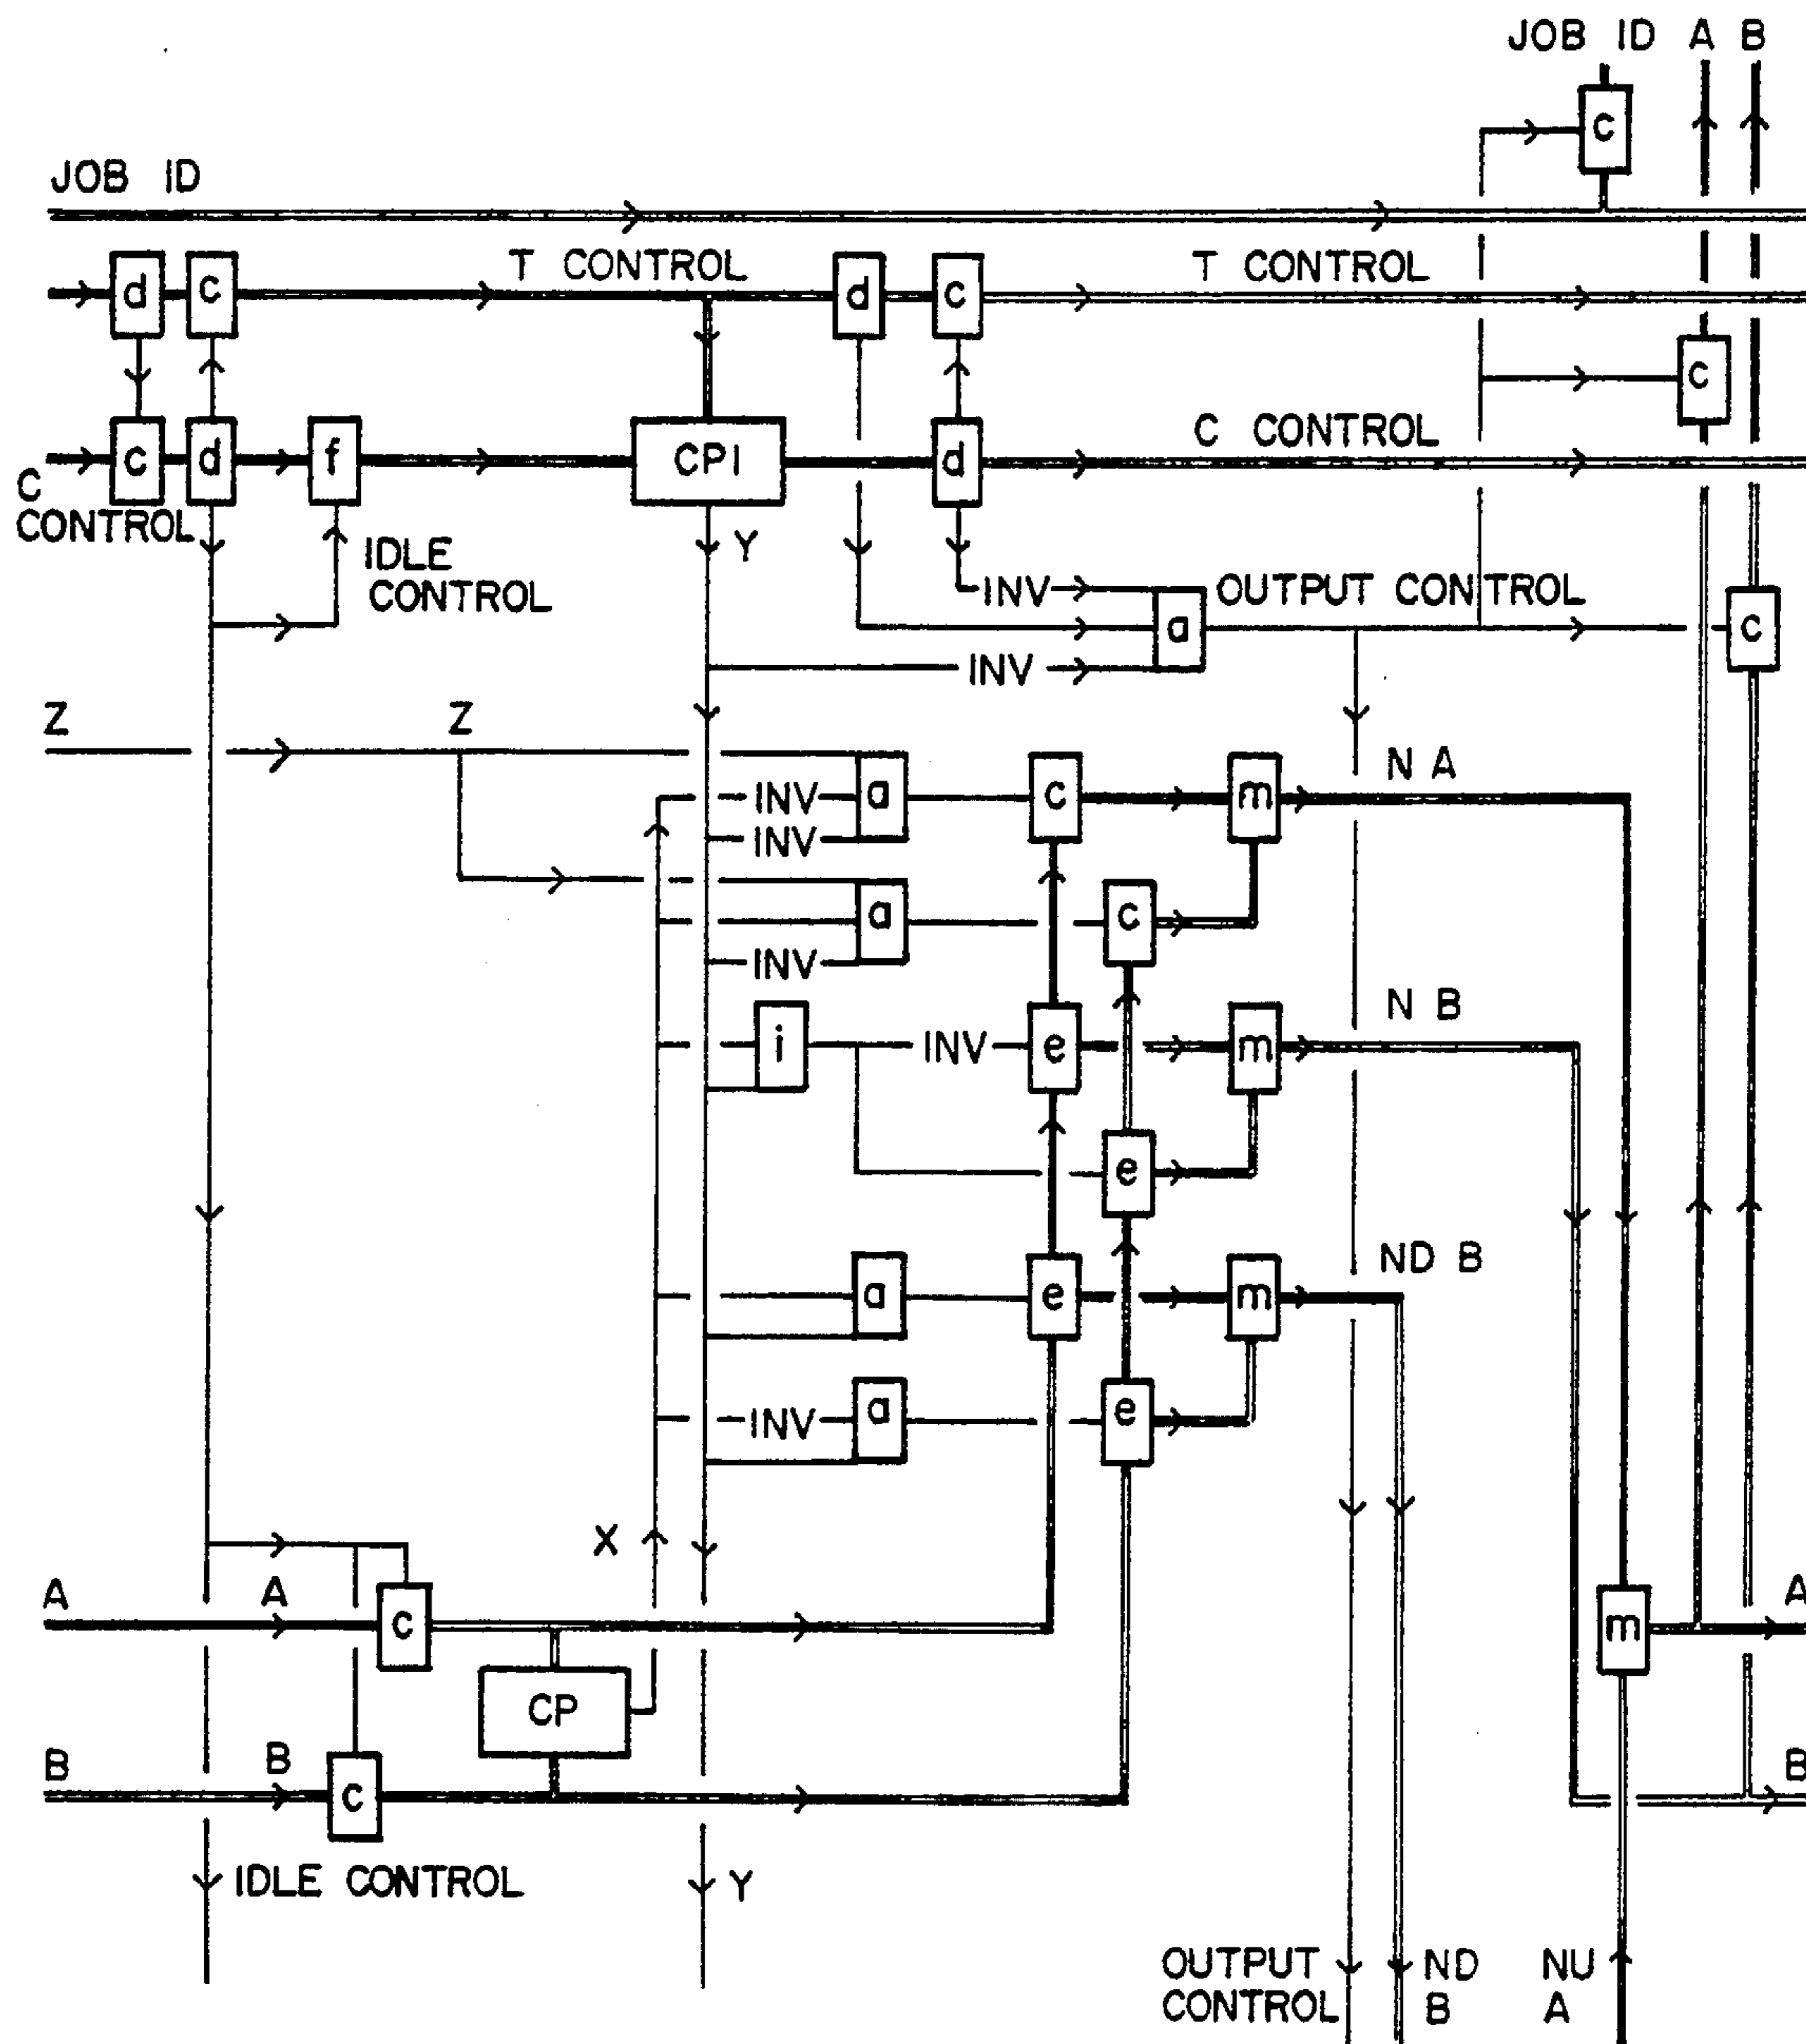 JOB ID A B
c
JOB ID
T CONTROL T CONTROL
d c d c
c
C CONTROL
c d f CPI d
C
CONTROL
IDLE
CONTROL
Y
INV OUTPUT CONTROL
a c
INV
Z Z
N A
INV a c m
INV
a c
INV
N B
i INV e m
e
ND B
a e m
INV a e
X
A A A
c m
CP
B B B
c
IDLE CONTROL Y
OUTPUT ND NU
CONTROL B A